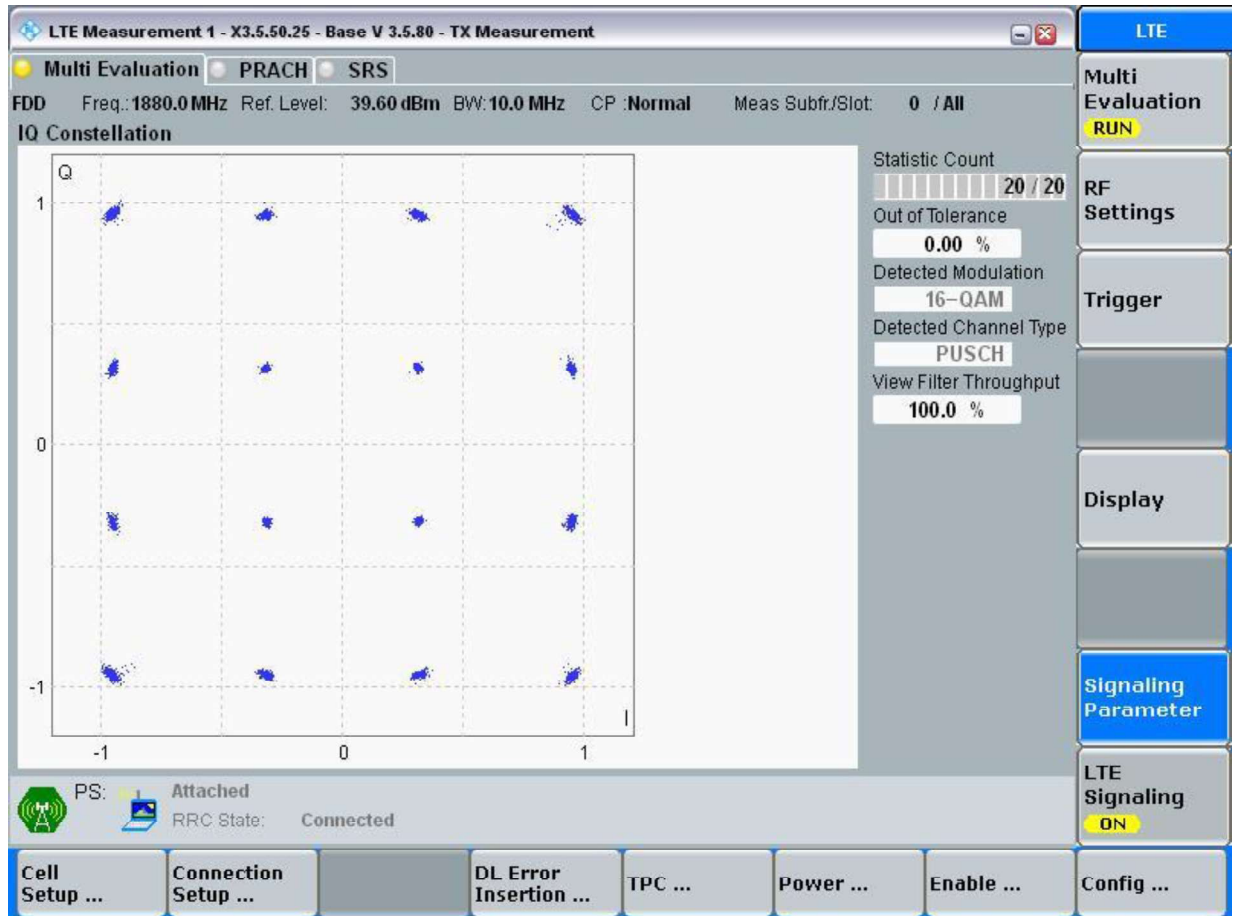 LTE Measurement 1 - X3.5.50.25 - Base V 3.5.80 - TX Measurement
LTE
Multi Evaluation PRACH SRS
FDD Freq.: 1880.0 MHz Ref. Level: 39.60 dBm BW: 10.0 MHz CP :Normal Meas Subfr./Slot: 0 / All
IQ Constellation
Q
1
0
-1
I
-1 0 1
Statistic Count
20 / 20
Out of Tolerance
0.00 %
Detected Modulation
16-QAM
Detected Channel Type
PUSCH
View Filter Throughput
100.0 %
Multi
Evaluation
RUN
RF
Settings
Trigger
Display
Signaling
Parameter
LTE
Signaling
ON
PS: Attached
RRC State: Connected
Cell
Setup ...
Connection
Setup ...
DL Error
Insertion ...
TPC ...
Power ...
Enable ...
Config ...